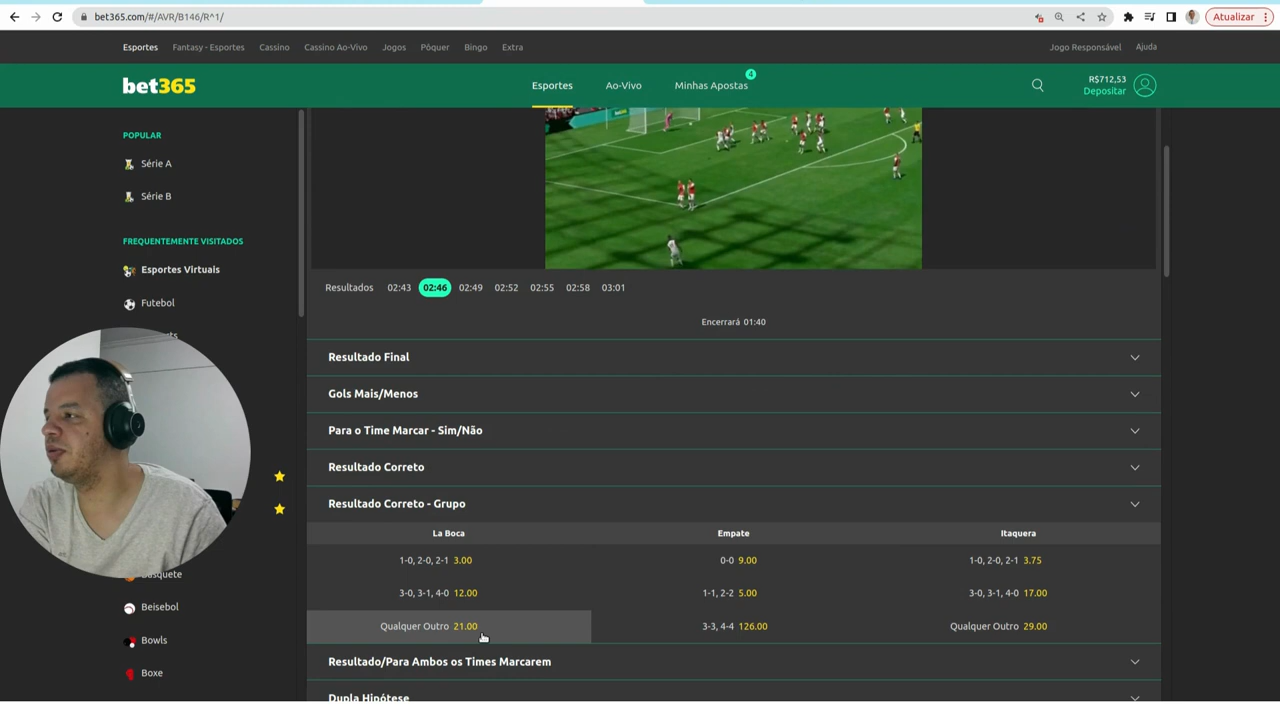 bet365.com/#/AVR/B146/R^1/
Atualizar
Esportes Fantasy - Esportes Cassino Cassino Ao-Vivo Jogos Póquer Bingo Extra Jogo Responsável Ajuda
bet365 Esportes Ao-Vivo Minhas Apostas 4 R$712,53
Depositar
POPULAR
Série A
Série B
FREQUENTEMENTE VISITADOS
Esportes Virtuais
Futebol
Basquete
Beisebol
Bowls
Boxe
Resultados 02:43 02:46 02:49 02:52 02:55 02:58 03:01
Encerrará 01:40
Resultado Final
Gols Mais/Menos
Para o Time Marcar - Sim/Não
Resultado Correto
Resultado Correto - Grupo
La Boca Empate Itaquera
1-0, 2-0, 2-1 3.00 0-0 9.00 1-0, 2-0, 2-1 3.75
3-0, 3-1, 4-0 12.00 1-1, 2-2 5.00 3-0, 3-1, 4-0 17.00
Qualquer Outro 21.00 3-3, 4-4 126.00 Qualquer Outro 29.00
Resultado/Para Ambos os Times Marcarem
Dupla Hipótese